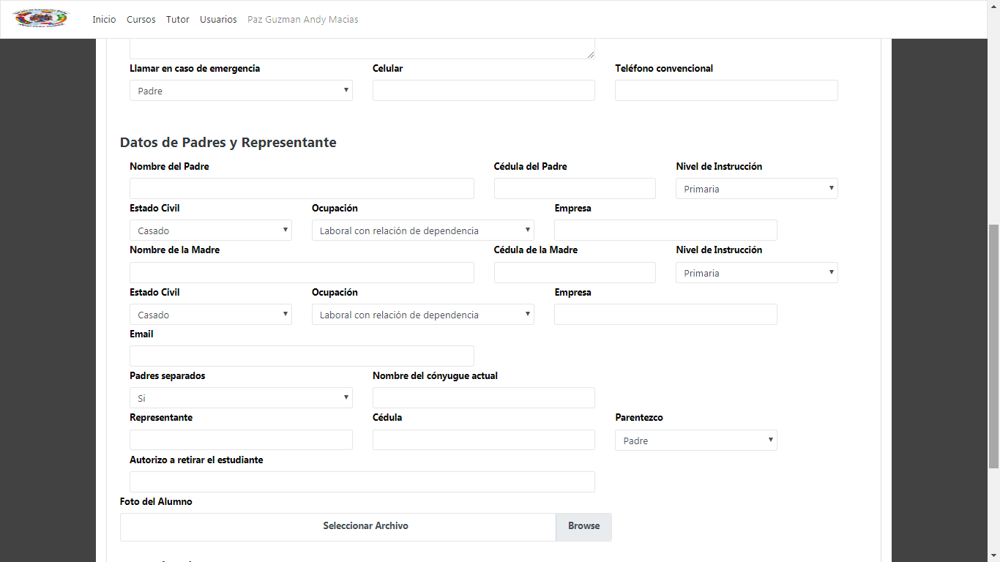 Inicio Cursos Tutor Usuarios Paz Guzman Andy Macias
Llamar en caso de emergencia Celular Teléfono convencional
Padre
Datos de Padres y Representante
Nombre del Padre Cédula del Padre Nivel de Instrucción
Primaria
Estado Civil Ocupación Empresa
Casado Laboral con relación de dependencia
Nombre de la Madre Cédula de la Madre Nivel de Instrucción
Primaria
Estado Civil Ocupación Empresa
Casado Laboral con relación de dependencia
Email
Padres separados Nombre del cónyugue actual
Si
Representante Cédula Parentezco
Padre
Autorizo a retirar el estudiante
Foto del Alumno
Seleccionar Archivo Browse